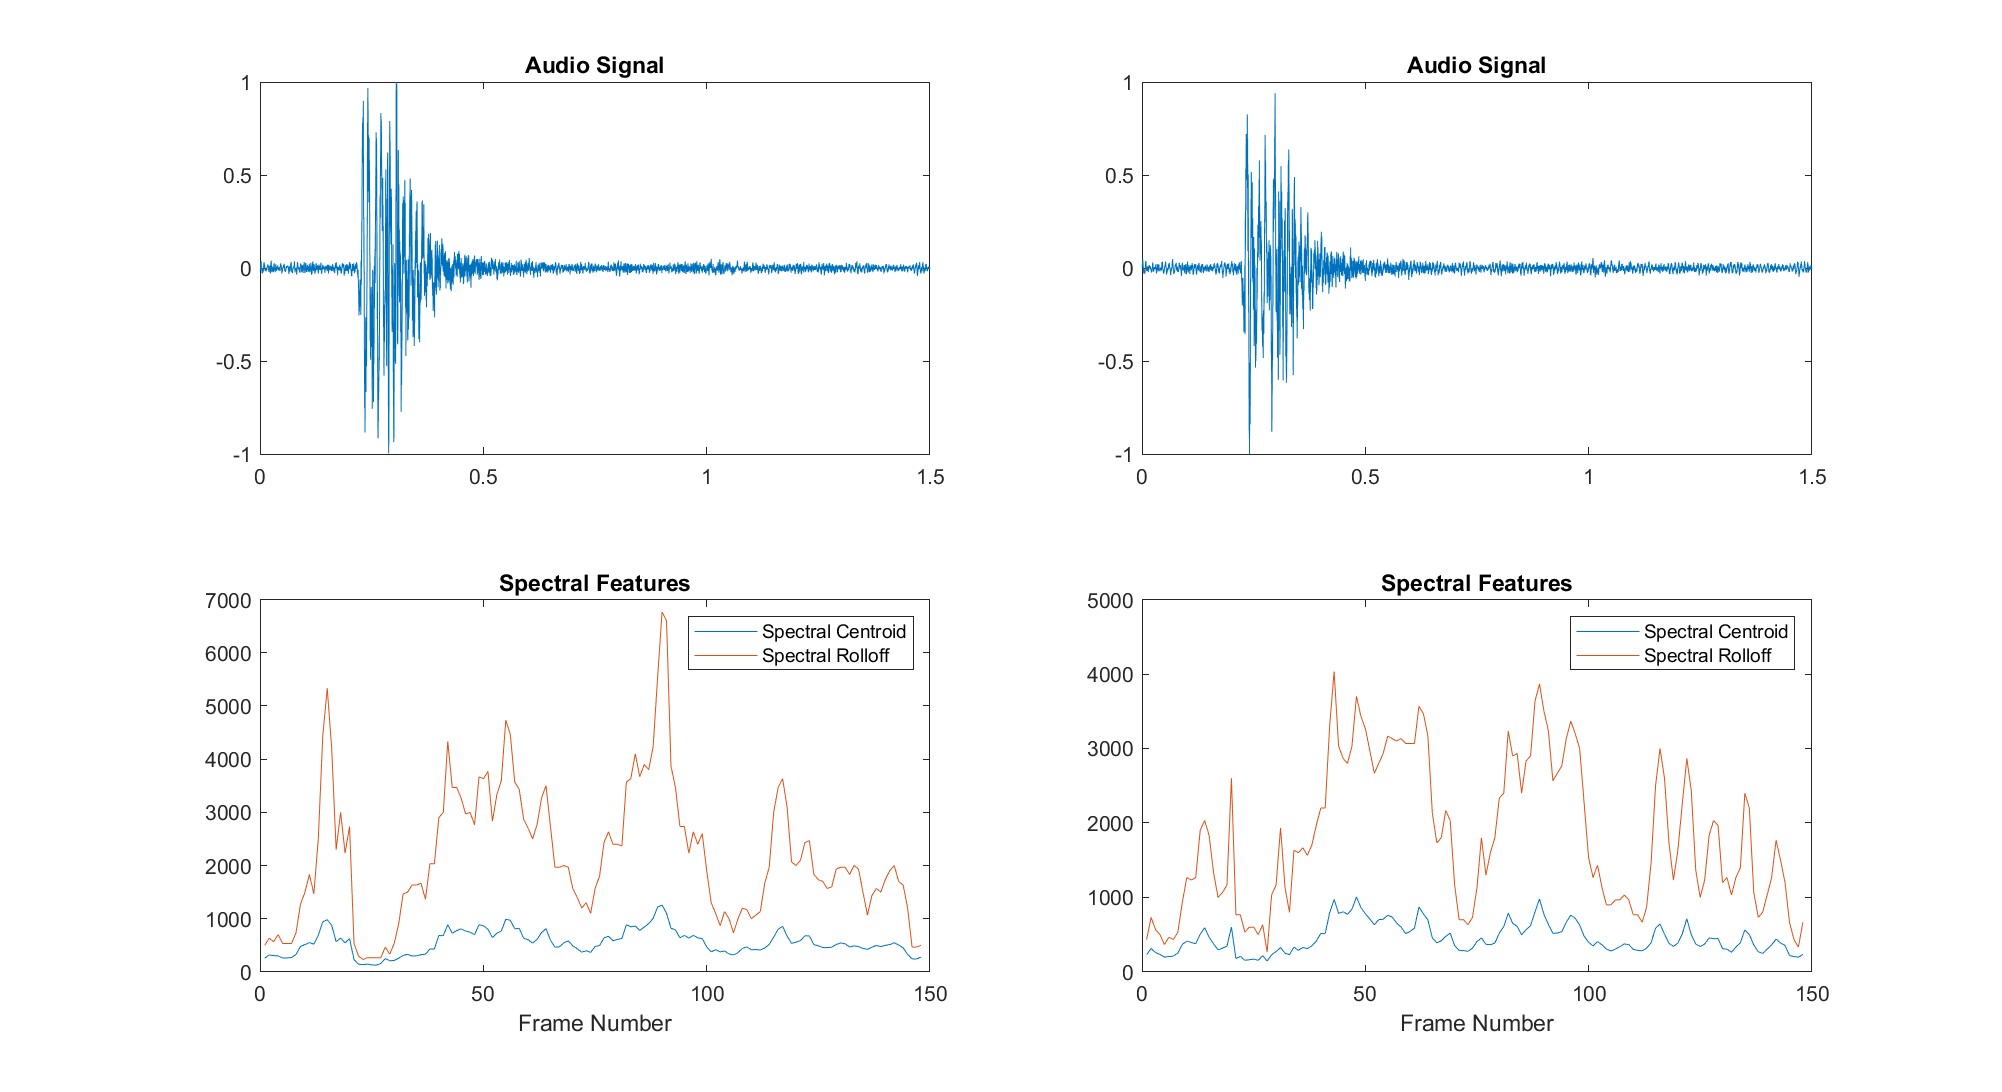 Audio Signal
1
0.5
0
-0.5
-1
0 0.5 1 1.5
Audio Signal
1
0.5
0
-0.5
-1
0 0.5 1 1.5
Spectral Features
7000
6000
5000
4000
3000
2000
1000
0
Spectral Centroid
Spectral Rolloff
0 50 100 150
Frame Number
Spectral Features
5000
4000
3000
2000
1000
0
Spectral Centroid
Spectral Rolloff
0 50 100 150
Frame Number